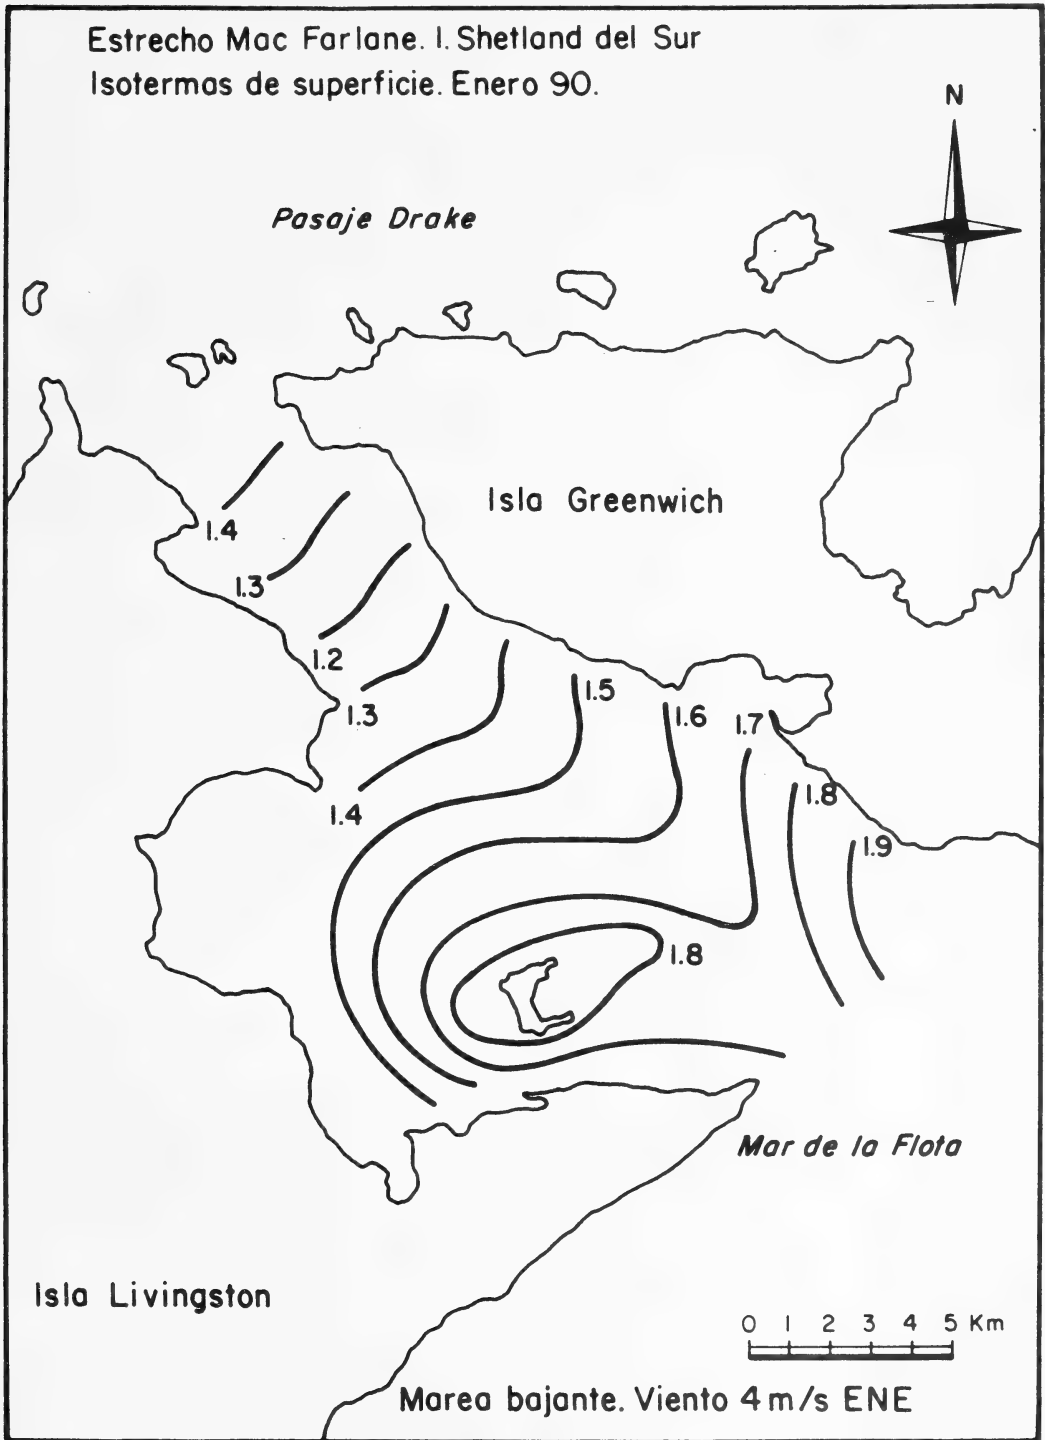 Estrecho Mac Farlane. I. Shetland del Sur
Isotermas de superficie. Enero 90.
N
Pasaje Drake
Isla Greenwich
1.4
1.3
1.2
1.3
1.5
1.6
1.7
1.8
1.4
1.9
1.8
Mar de la Flota
Isla Livingston
0 1 2 3 4 5 Km
Marea bajante. Viento 4 m/s ENE